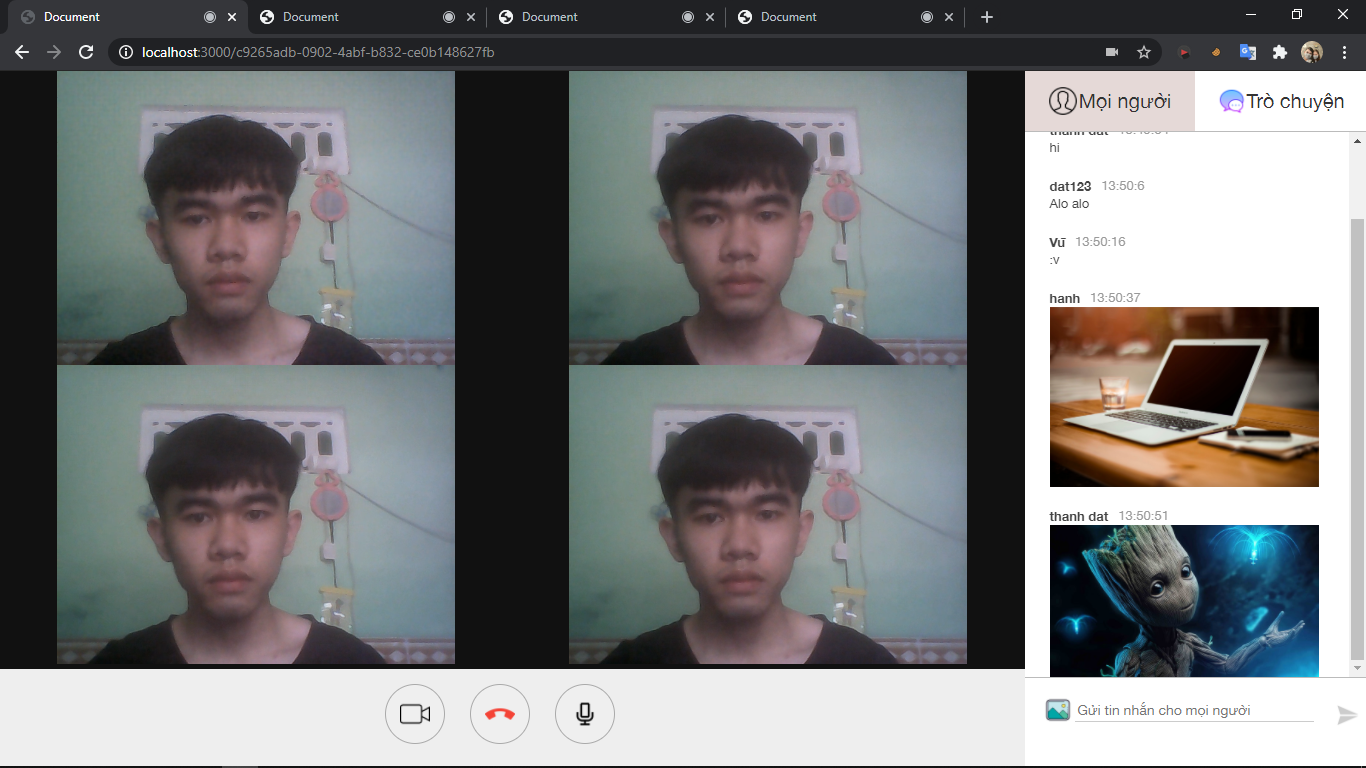 Document
Document
Document
Document
localhost:3000/c9265adb-0902-4abf-b832-ce0b148627fb
Mọi người
Trò chuyện
thanh dat
hi
dat123 13:50:6
Alo alo
Vũ 13:50:16
:v
hanh 13:50:37
thanh dat 13:50:51
Gửi tin nhắn cho mọi người